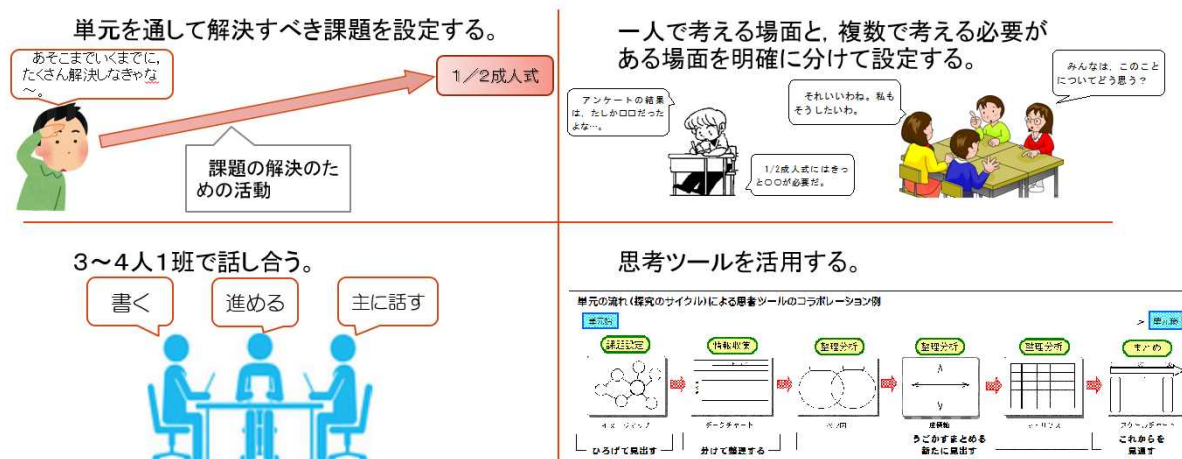 単元を通して解決すべき課題を設定する。
あそこまでいくまでに,
たくさん解決しなきゃな
～。
1／2成人式
課題の解決のた
めの活動
一人で考える場面と，複数で考える必要が
ある場面を明確に分けて設定する。
アンケートの結果
は、たしか口口だった
よな…。
1/2成人式にはきっ
と〇〇が必要だ。
それいいわね。私も
そうしたいわ。
みんなは、このこと
についてどう思う？
3～4人1班で話し合う。
書く
進める
主に話す
思考ツールを活用する。
単元の流れ(探究のサイクル)による思考ツールのコラボレーション例
課題設定
情報収集
整理分析
整理分析
整理分析
まとめ
ベン図
座標軸
ひろげて見出す
分けて整理する
うごかすまとめる
新たに見出す
これからを
見通す